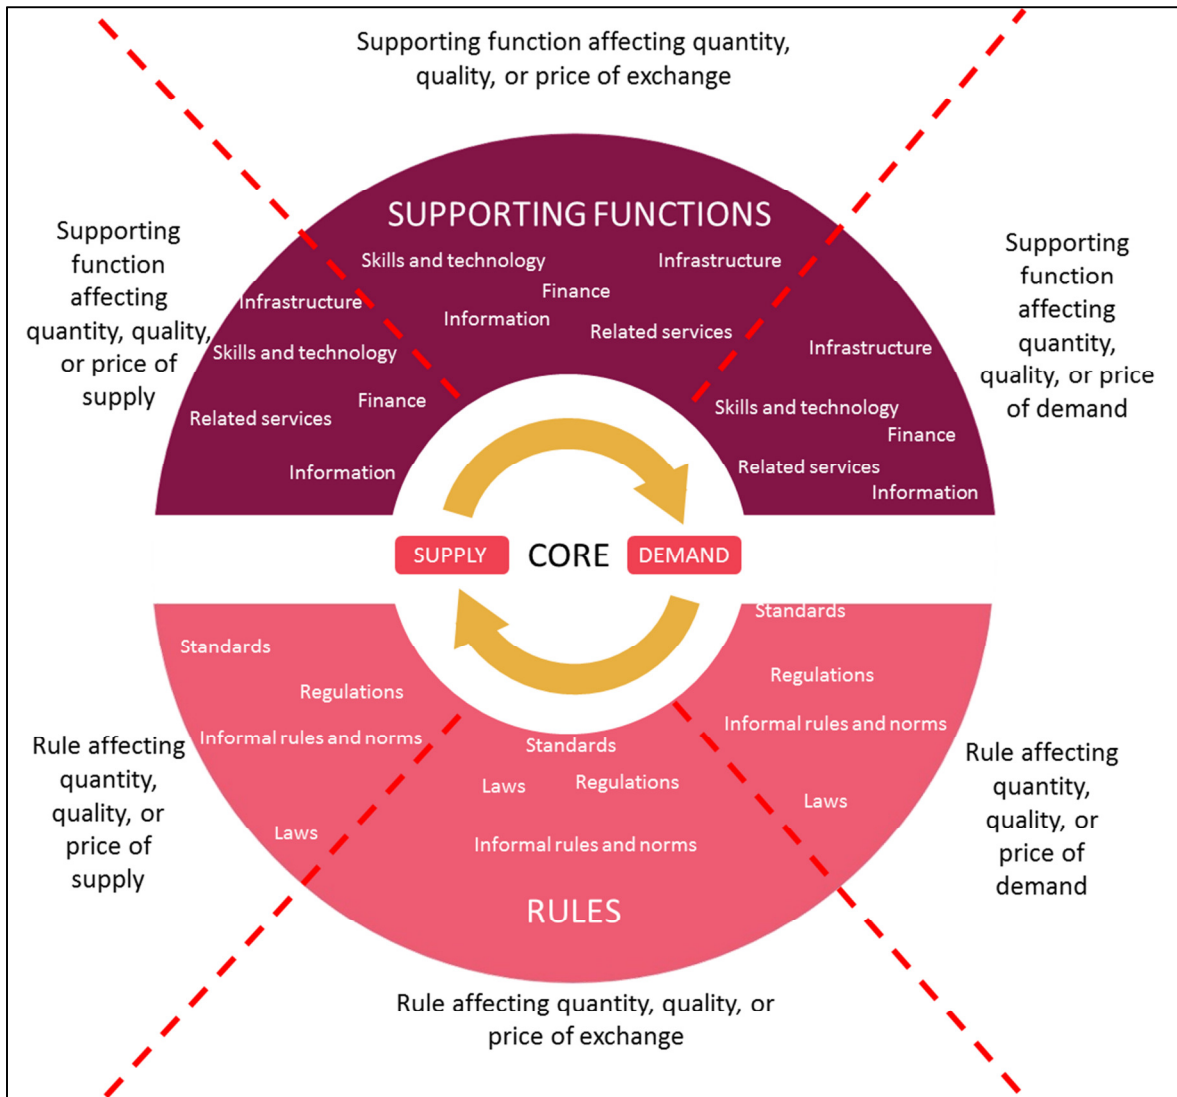 Supporting function affecting quantity,
quality, or price of exchange
SUPPORTING FUNCTIONS
Skills and technology
Infrastructure
Finance
Information
Related services
Supporting
function
affecting
quantity, quality,
or price of
supply
Infrastructure
Skills and technology
Finance
Related services
Information
Supporting
function
affecting
quantity,
quality, or price
of demand
Infrastructure
Skills and technology
Finance
Related services
Information
SUPPLY
CORE
DEMAND
Standards
Regulations
Informal rules and norms
Laws
Rule affecting
quantity,
quality, or
price of
supply
Standards
Laws
Regulations
Informal rules and norms
RULES
Standards
Regulations
Informal rules and norms
Laws
Rule affecting
quantity,
quality, or
price of
demand
Rule affecting quantity, quality, or
price of exchange